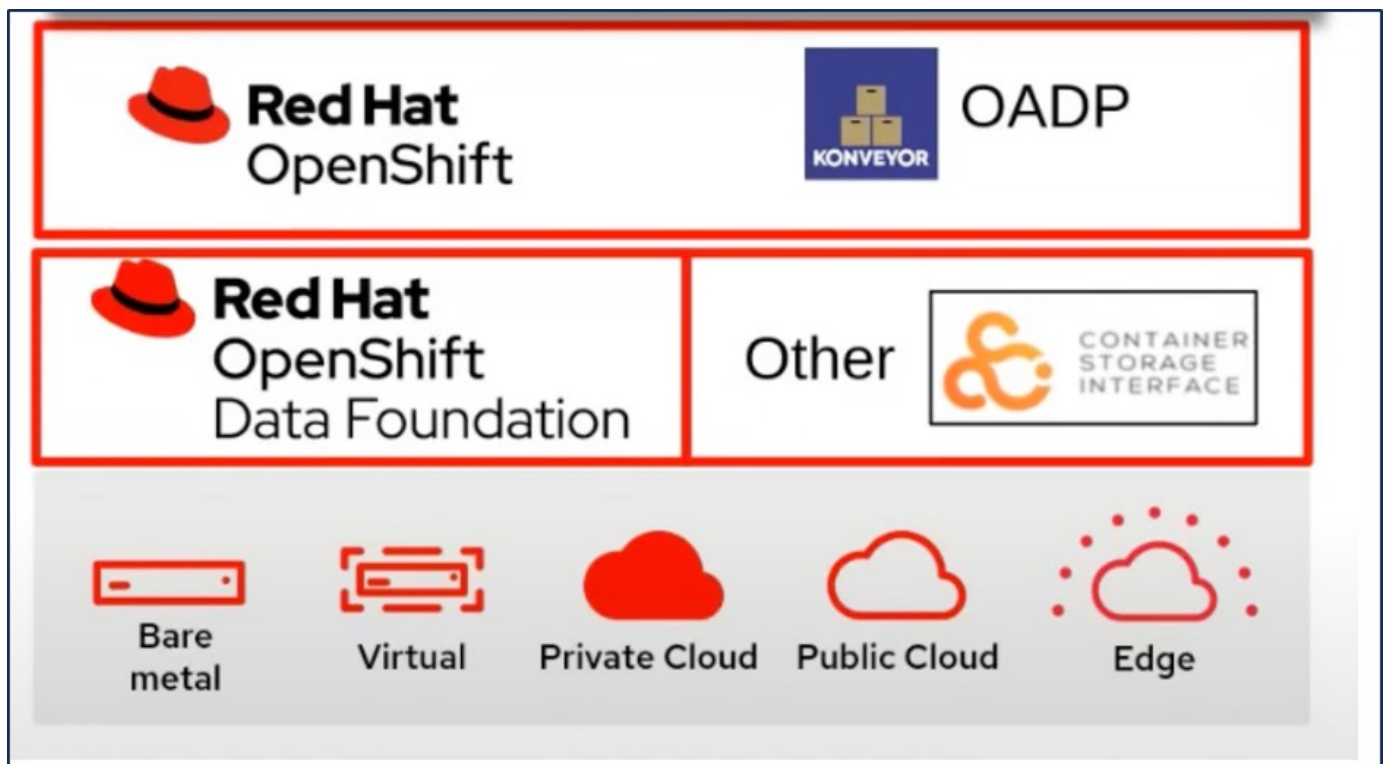 Red Hat
OpenShift
KONVEYOR
OADP
Red Hat
OpenShift
Data Foundation
Other
CONTAINER
STORAGE
INTERFACE
Bare
metal
Virtual
Private Cloud
Public Cloud
Edge